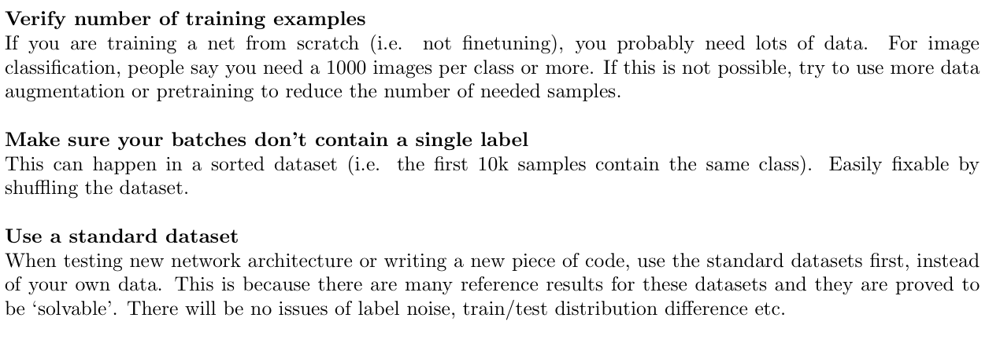 Verify number of training examples
If you are training a net from scratch (i.e. not finetuning), you probably need lots of data. For image
classification, people say you need a 1000 images per class or more. If this is not possible, try to use more data
augmentation or pretraining to reduce the number of needed samples.
Make sure your batches don't contain a single label
This can happen in a sorted dataset (i.e. the first 10k samples contain the same class). Easily fixable by
shuffling the dataset.
Use a standard dataset
When testing new network architecture or writing a new piece of code, use the standard datasets first, instead
of your own data. This is because there are many reference results for these datasets and they are proved to
be ‘solvable’. There will be no issues of label noise, train/test distribution difference etc.